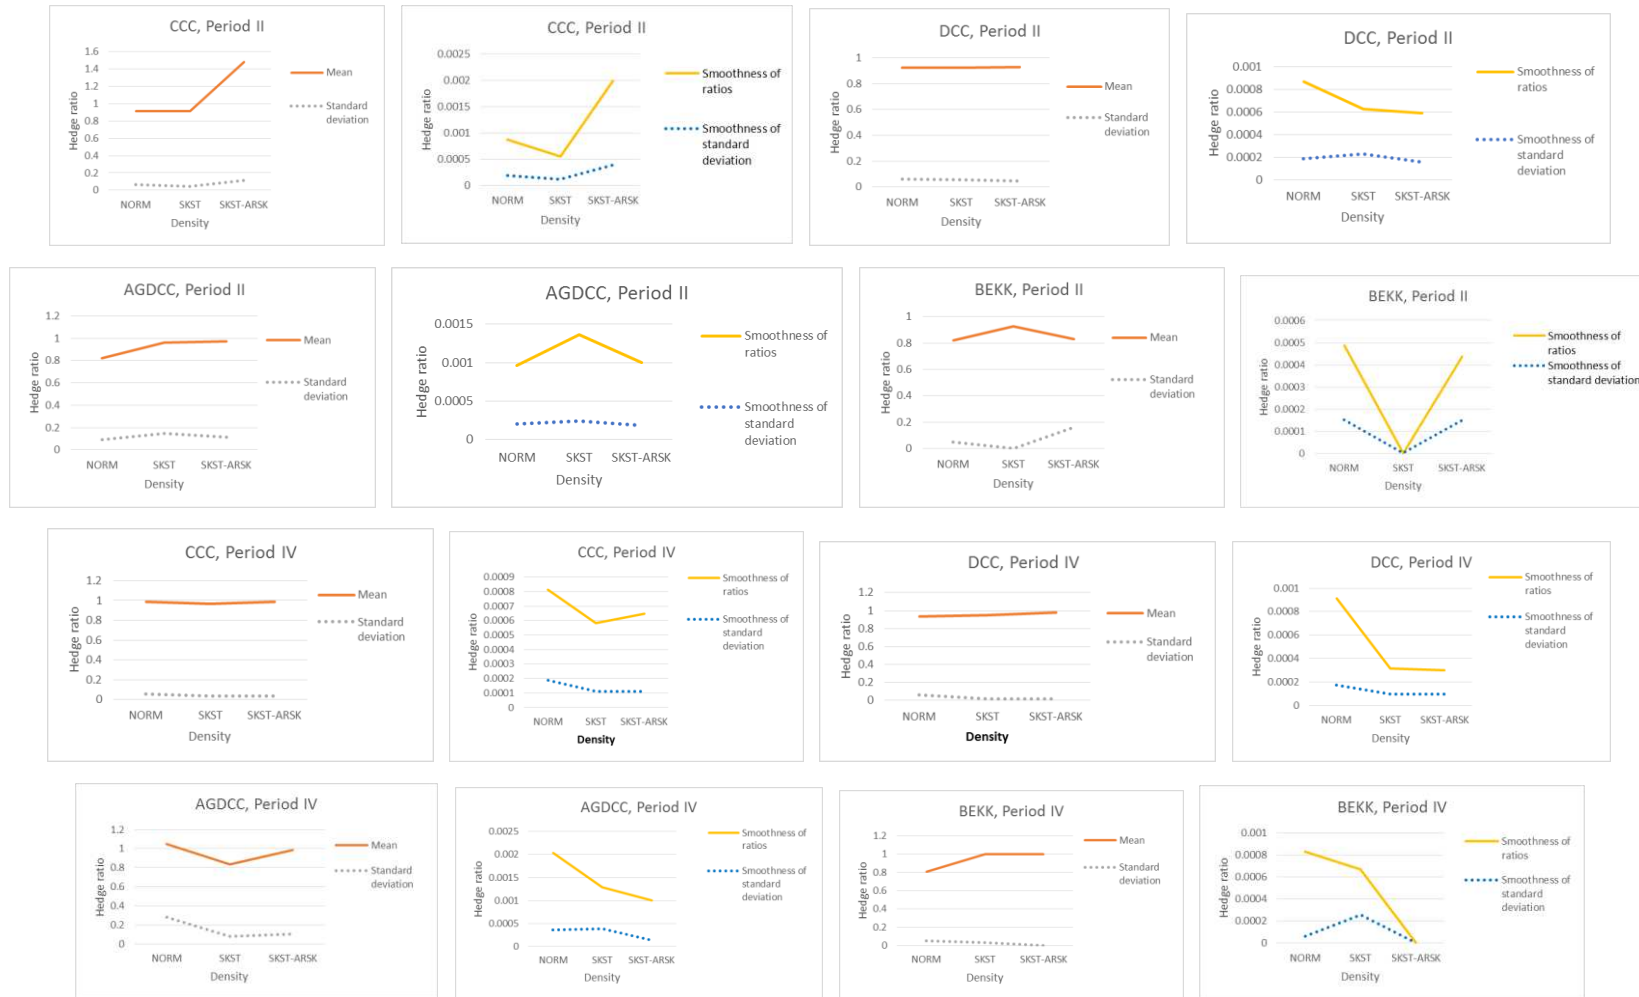 CCC, Period II
1.6
1.4
1.2
1
0.8
0.6
0.4
0.2
0
Hedge ratio
NORM SKST SKST-ARSK
Density
Mean
Standard
deviation
CCC, Period II
0.0025
0.002
0.0015
0.001
0.0005
0
Hedge ratio
NORM SKST SKST-ARSK
Density
Smoothness of
ratios
Smoothness of
standard
deviation
DCC, Period II
1
0.8
0.6
0.4
0.2
0
Hedge ratio
NORM SKST SKST-ARSK
Density
Mean
Standard
deviation
DCC, Period II
0.001
0.0008
0.0006
0.0004
0.0002
0
Hedge ratio
NORM SKST SKST-ARSK
Density
Smoothness of
ratios
Smoothness of
standard
deviation
AGDCC, Period II
1.2
1
0.8
0.6
0.4
0.2
0
Hedge ratio
NORM SKST SKST-ARSK
Density
Mean
Standard
deviation
AGDCC, Period II
0.0015
0.001
0.0005
0
Hedge ratio
NORM SKST SKST-ARSK
Density
Smoothness of
ratios
Smoothness of
standard
deviation
BEKK, Period II
1
0.8
0.6
0.4
0.2
0
Hedge ratio
NORM SKST SKST-ARSK
Density
Mean
Standard
deviation
BEKK, Period II
0.0006
0.0005
0.0004
0.0003
0.0002
0.0001
0
Hedge ratio
NORM SKST SKST-ARSK
Density
Smoothness of
ratios
Smoothness of
standard deviation
CCC, Period IV
1.2
1
0.8
0.6
0.4
0.2
0
Hedge ratio
NORM SKST SKST-ARSK
Density
Mean
Standard
deviation
CCC, Period IV
0.0009
0.0008
0.0007
0.0006
0.0005
0.0004
0.0003
0.0002
0.0001
0
Hedge ratio
NORM SKST SKST-ARSK
Density
Smoothness of
ratios
Smoothness of
standard
deviation
DCC, Period IV
1.2
1
0.8
0.6
0.4
0.2
0
Hedge ratio
NORM SKST SKST-ARSK
Density
Mean
Standard
deviation
DCC, Period IV
0.001
0.0008
0.0006
0.0004
0.0002
0
Hedge ratio
NORM SKST SKST-ARSK
Density
Smoothness of
ratios
Smoothness of
standard
deviation
AGDCC, Period IV
1.2
1
0.8
0.6
0.4
0.2
0
Hedge ratio
NORM SKST SKST-ARSK
Density
Mean
Standard
deviation
AGDCC, Period IV
0.0025
0.002
0.0015
0.001
0.0005
0
Hedge ratio
NORM SKST SKST-ARSK
Density
Smoothness of
ratios
Smoothness of
standard
deviation
BEKK, Period IV
1.2
1
0.8
0.6
0.4
0.2
0
Hedge ratio
NORM SKST SKST-ARSK
Density
Mean
Standard
deviation
BEKK, Period IV
0.001
0.0008
0.0006
0.0004
0.0002
0
Hedge ratio
NORM SKST SKST-ARSK
Density
Smoothness of
ratios
Smoothness of
standard
deviation